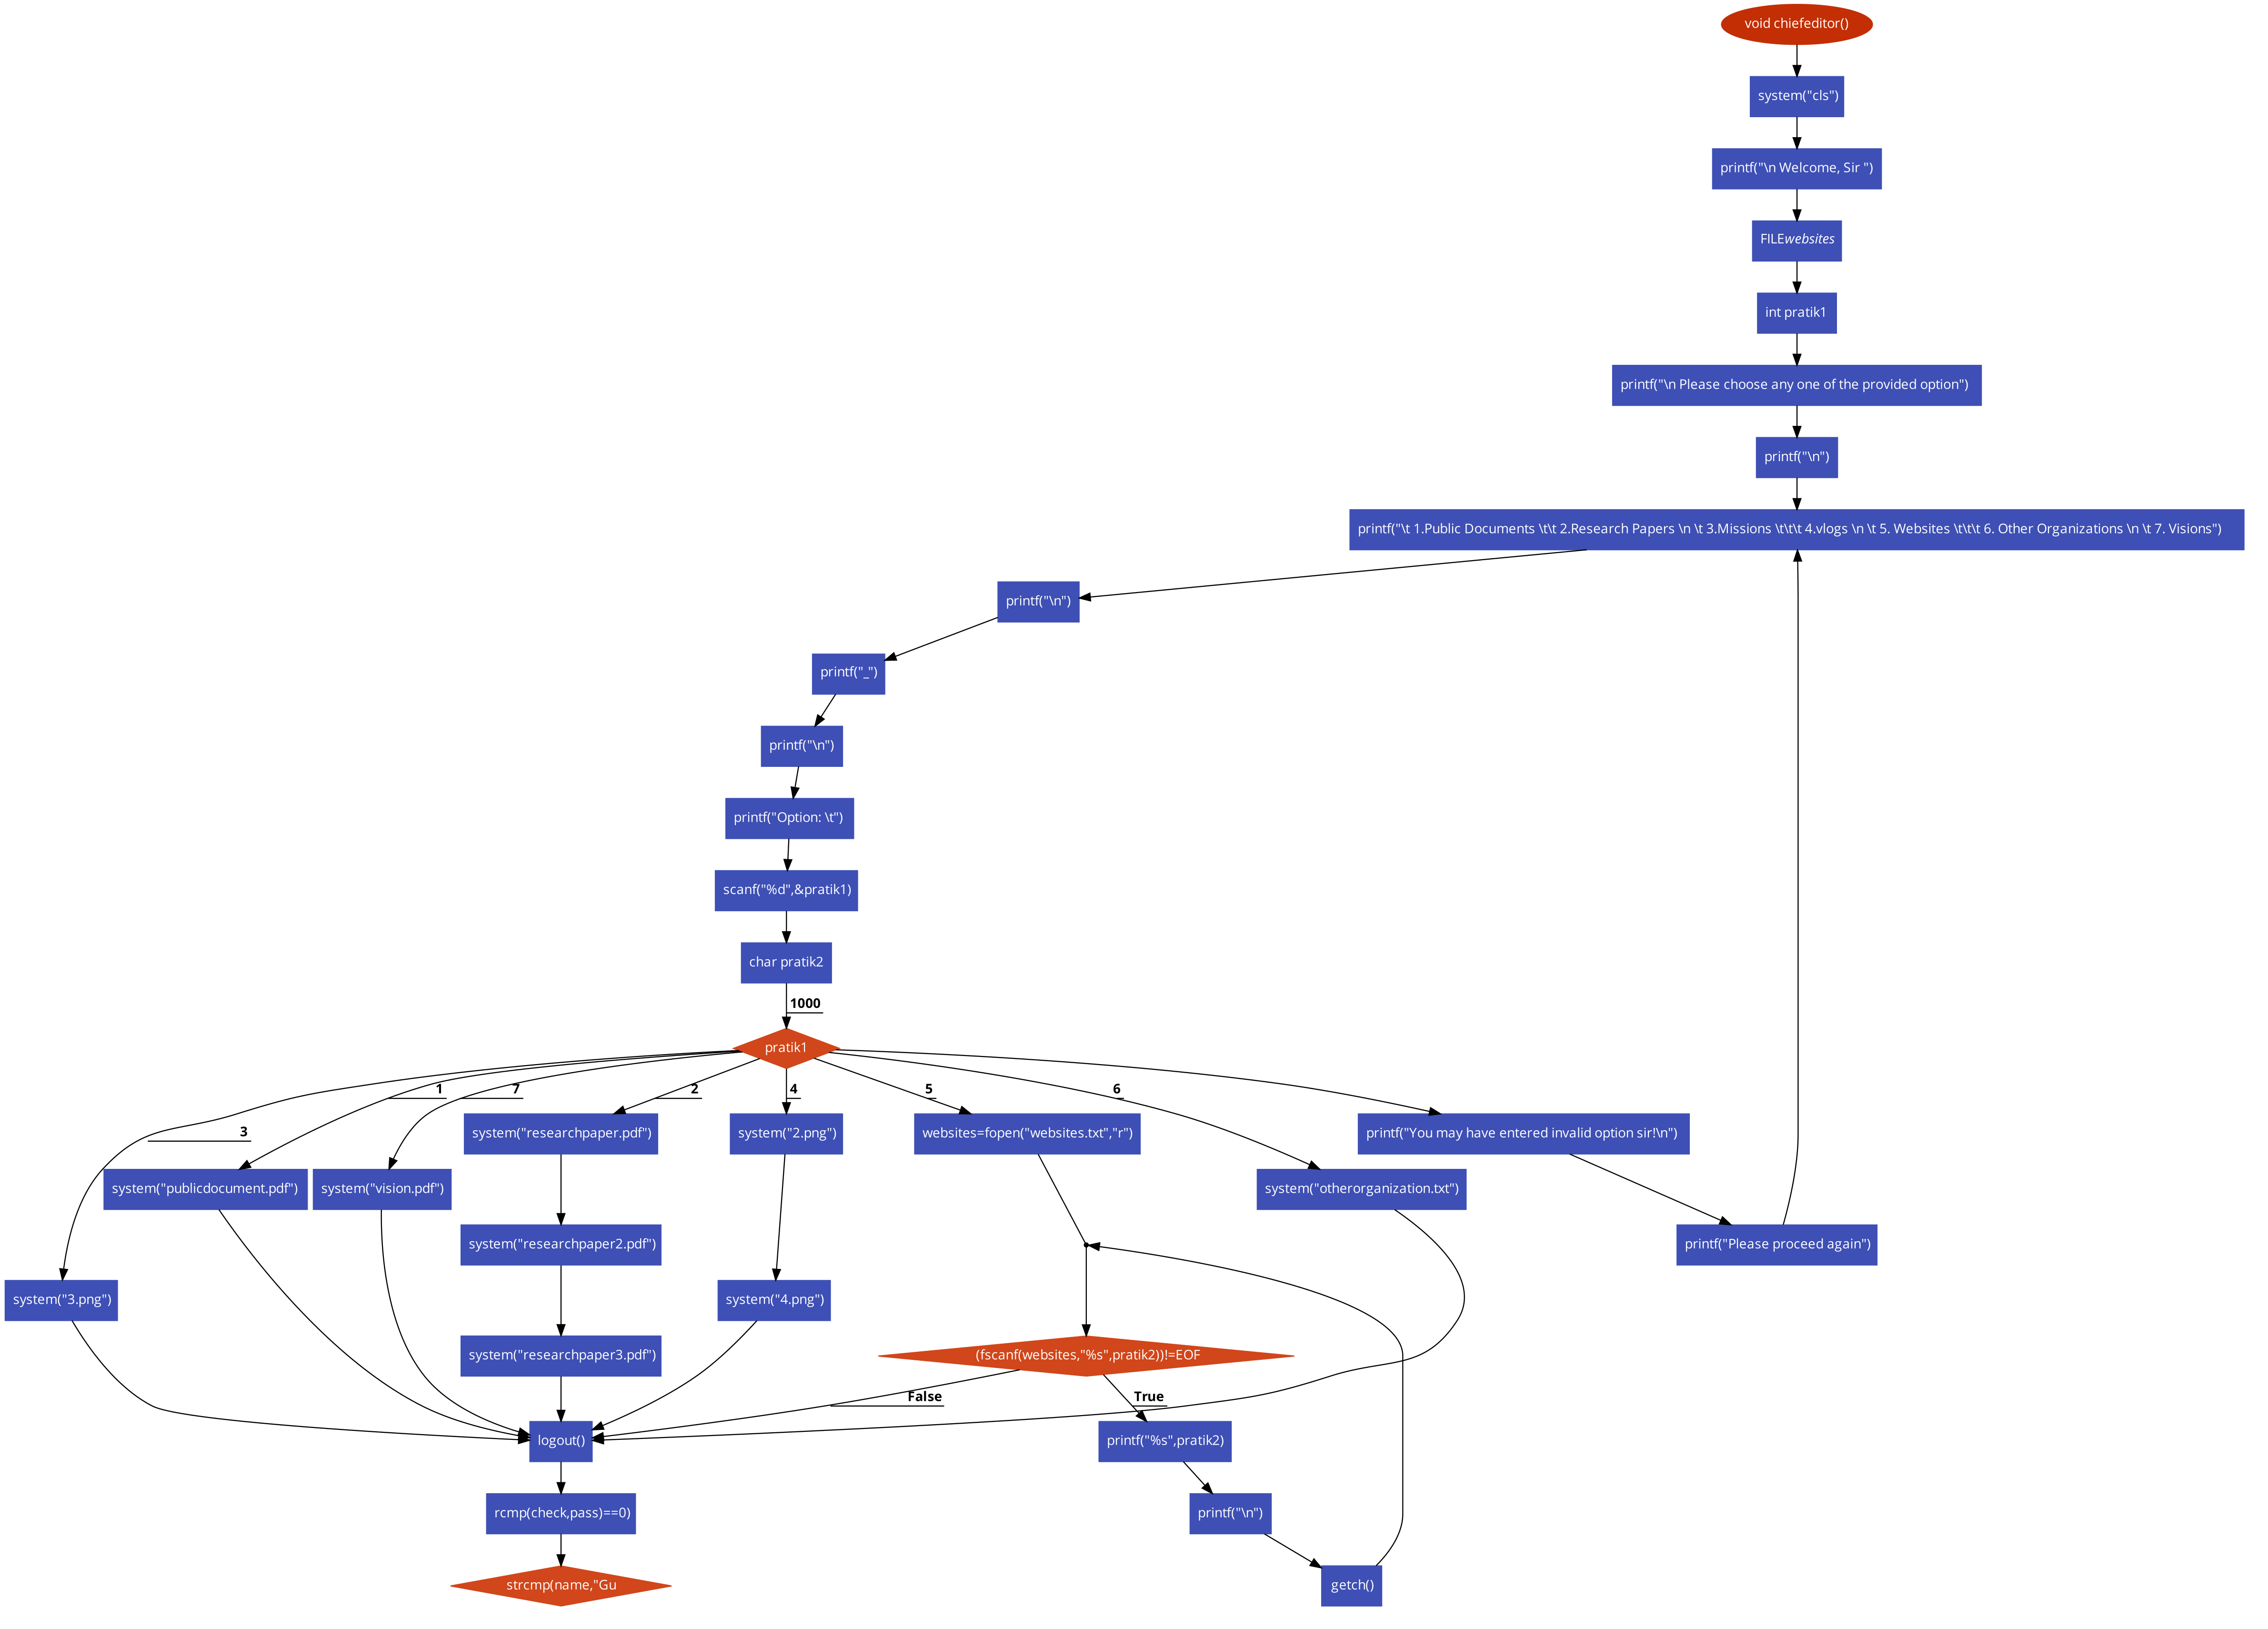 void chiefeditor()
system("cls")
printf("\n Welcome, Sir ")
FILEwebsites
int pratik1
printf("\n Please choose any one of the provided option")
printf("\n")
printf("\t 1.Public Documents \t\t 2.Research Papers \n \t 3.Missions \t\t\t 4.vlogs \n \t 5. Websites \t\t\t 6. Other Organizations \n \t 7. Visions")
printf("\n")
printf("_")
printf("\n")
printf("Option: \t")
scanf("%d",&pratik1)
char pratik2
1000
pratik1
1
7
2
4
5
6
3
system("researchpaper.pdf")
system("2.png")
websites=fopen("websites.txt","r")
printf("You may have entered invalid option sir!\n")
system("publicdocument.pdf")
system("vision.pdf")
system("otherorganization.txt")
system("researchpaper2.pdf")
printf("Please proceed again")
system("3.png")
system("4.png")
system("researchpaper3.pdf")
(fscanf(websites,"%s",pratik2))!=EOF
False
True
logout()
printf("%s",pratik2)
rcmp(check,pass)==0)
printf("\n")
strcmp(name,"Gu
getch()